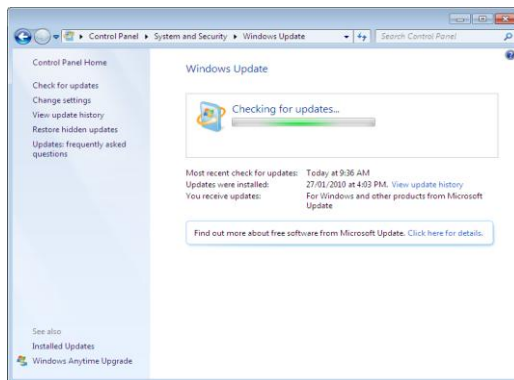 Control Panel ▸ System and Security ▸ Windows Update
Search Control Panel
Control Panel Home
Check for updates
Change settings
View update history
Restore hidden updates
Updates: frequently asked
questions
Windows Update
Checking for updates...
Most recent check for updates: Today at 9:36 AM
Updates were installed: 27/01/2010 at 4:03 PM. View update history
You receive updates: For Windows and other products from Microsoft
Update
Find out more about free software from Microsoft Update. Click here for details.
See also
Installed Updates
Windows Anytime Upgrade